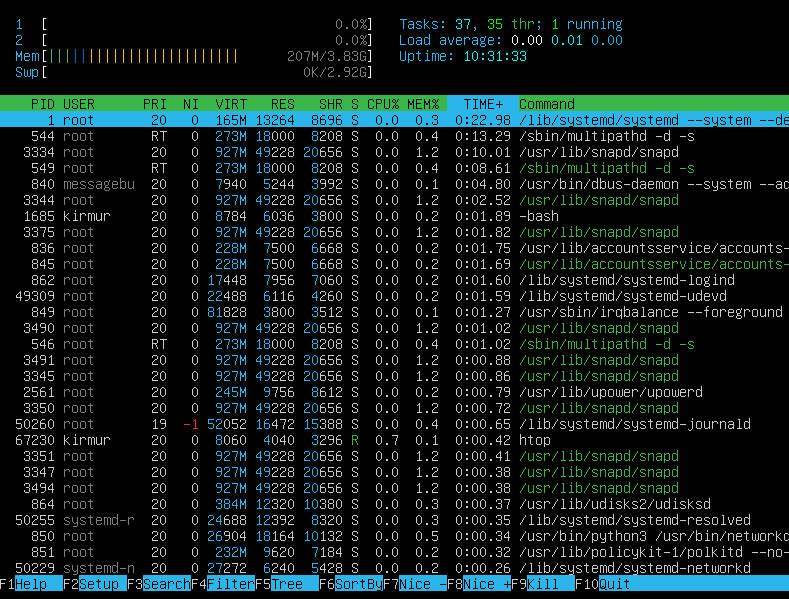 1 [ 0.0%] Tasks: 37, 35 thr; 1 running
2 [ 0.0%] Load average: 0.00 0.01 0.00
Mem[||||||||||||||||||||||||| 207M/3.83G] Uptime: 10:31:33
Swp[ 0K/2.92G]
PID USER PRI NI VIRT RES SHR S CPU% MEM% TIME+ Command
1 root 20 0 165M 13264 8696 S 0.0 0.3 0:22.98 /lib/systemd/systemd --system --de
544 root RT 0 273M 18000 8208 S 0.0 0.4 0:13.29 /sbin/multipathd -d -s
3334 root 20 0 927M 49228 20656 S 0.0 1.2 0:10.01 /usr/lib/snapd/snapd
549 root RT 0 273M 18000 8208 S 0.0 0.4 0:08.61 /sbin/multipathd -d -s
840 messagebu 20 0 7940 5244 3992 S 0.0 0.1 0:04.80 /usr/bin/dbus-daemon --system --ad
3344 root 20 0 927M 49228 20656 S 0.0 1.2 0:02.52 /usr/lib/snapd/snapd
1685 kirmur 20 0 8784 6036 3800 S 0.0 0.2 0:01.89 -bash
3375 root 20 0 927M 49228 20656 S 0.0 1.2 0:01.82 /usr/lib/snapd/snapd
836 root 20 0 228M 7500 6668 S 0.0 0.2 0:01.75 /usr/lib/accountsservice/accounts-
845 root 20 0 228M 7500 6668 S 0.0 0.2 0:01.69 /usr/lib/accountsservice/accounts-
862 root 20 0 17448 7956 7060 S 0.0 0.2 0:01.60 /lib/systemd/systemd-logind
49309 root 20 0 22488 6116 4260 S 0.0 0.2 0:01.59 /lib/systemd/systemd-udevd
849 root 20 0 81828 3800 3512 S 0.0 0.1 0:01.27 /usr/sbin/irqbalance --foreground
3490 root 20 0 927M 49228 20656 S 0.0 1.2 0:01.02 /usr/lib/snapd/snapd
546 root RT 0 273M 18000 8208 S 0.0 0.4 0:01.02 /sbin/multipathd -d -s
3491 root 20 0 927M 49228 20656 S 0.0 1.2 0:00.88 /usr/lib/snapd/snapd
3345 root 20 0 927M 49228 20656 S 0.0 1.2 0:00.86 /usr/lib/snapd/snapd
2561 root 20 0 245M 9756 8612 S 0.0 0.2 0:00.79 /usr/lib/upower/upowerd
3350 root 20 0 927M 49228 20656 S 0.0 1.2 0:00.72 /usr/lib/snapd/snapd
50260 root 19 -1 52052 16472 15388 S 0.0 0.4 0:00.65 /lib/systemd/systemd-journald
67230 kirmur 20 0 8060 4040 3296 R 0.7 0.1 0:00.42 htop
3351 root 20 0 927M 49228 20656 S 0.0 1.2 0:00.41 /usr/lib/snapd/snapd
3347 root 20 0 927M 49228 20656 S 0.0 1.2 0:00.38 /usr/lib/snapd/snapd
3494 root 20 0 927M 49228 20656 S 0.0 1.2 0:00.38 /usr/lib/snapd/snapd
864 root 20 0 384M 12320 10380 S 0.0 0.3 0:00.37 /usr/lib/udisks2/udisksd
50255 systemd-r 20 0 24688 12392 8320 S 0.0 0.3 0:00.35 /lib/systemd/systemd-resolved
850 root 20 0 26904 18164 10132 S 0.0 0.5 0:00.34 /usr/bin/python3 /usr/bin/networkd
851 root 20 0 232M 9620 7184 S 0.0 0.2 0:00.32 /usr/lib/policykit-1/polkitd --no-
50229 systemd-n 20 0 27272 6240 5428 S 0.0 0.2 0:00.26 /lib/systemd/systemd-networkd
F1Help F2Setup F3SearchF4FilterF5Tree F6SortByF7Nice -F8Nice +F9Kill F10Quit